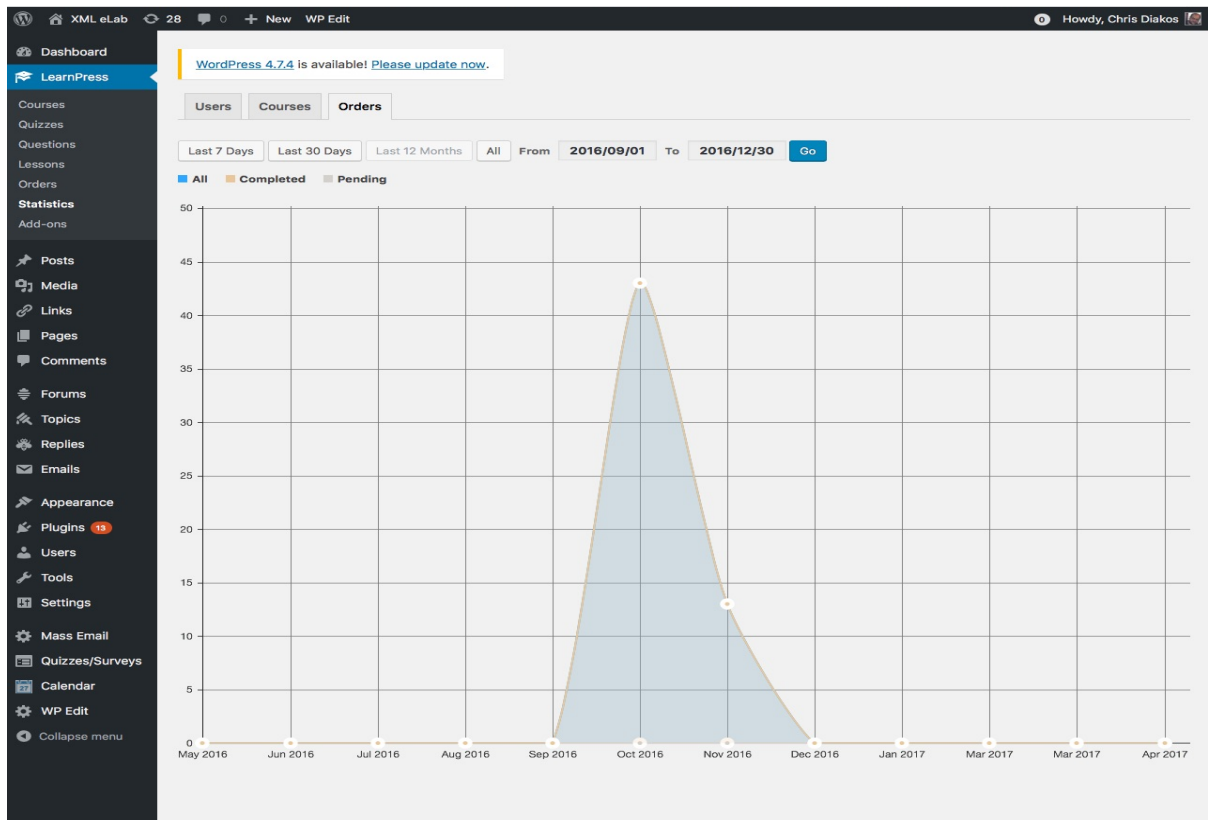 XML eLab 28 0 + New WP Edit 0 Howdy, Chris Diakos
Dashboard
LearnPress
Courses
Quizzes
Questions
Lessons
Orders
Statistics
Add-ons
Posts
Media
Links
Pages
Comments
Forums
Topics
Replies
Emails
Appearance
Plugins 13
Users
Tools
Settings
Mass Email
Quizzes/Surveys
27 Calendar
WP Edit
Collapse menu
WordPress 4.7.4 is available! Please update now.
Users Courses Orders
Last 7 Days Last 30 Days Last 12 Months All From 2016/09/01 To 2016/12/30 Go
All Completed Pending
50
45
40
35
30
25
20
15
10
5
0
May 2016 Jun 2016 Jul 2016 Aug 2016 Sep 2016 Oct 2016 Nov 2016 Dec 2016 Jan 2017 Mar 2017 Mar 2017 Apr 2017